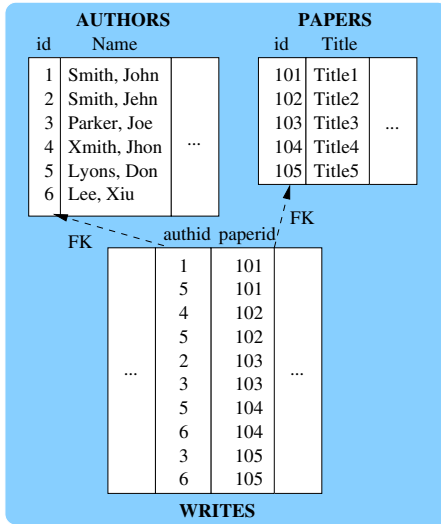 AUTHORS
id Name
1 Smith, John
2 Smith, Jehn
3 Parker, Joe
4 Xmith, Jhon
5 Lyons, Don
6 Lee, Xiu
...
PAPERS
id Title
101 Title1
102 Title2
103 Title3
104 Title4
105 Title5
...
FK
FK
authid paperid
1 101
5 101
4 102
5 102
2 103
3 103
5 104
6 104
3 105
6 105
...
...
WRITES